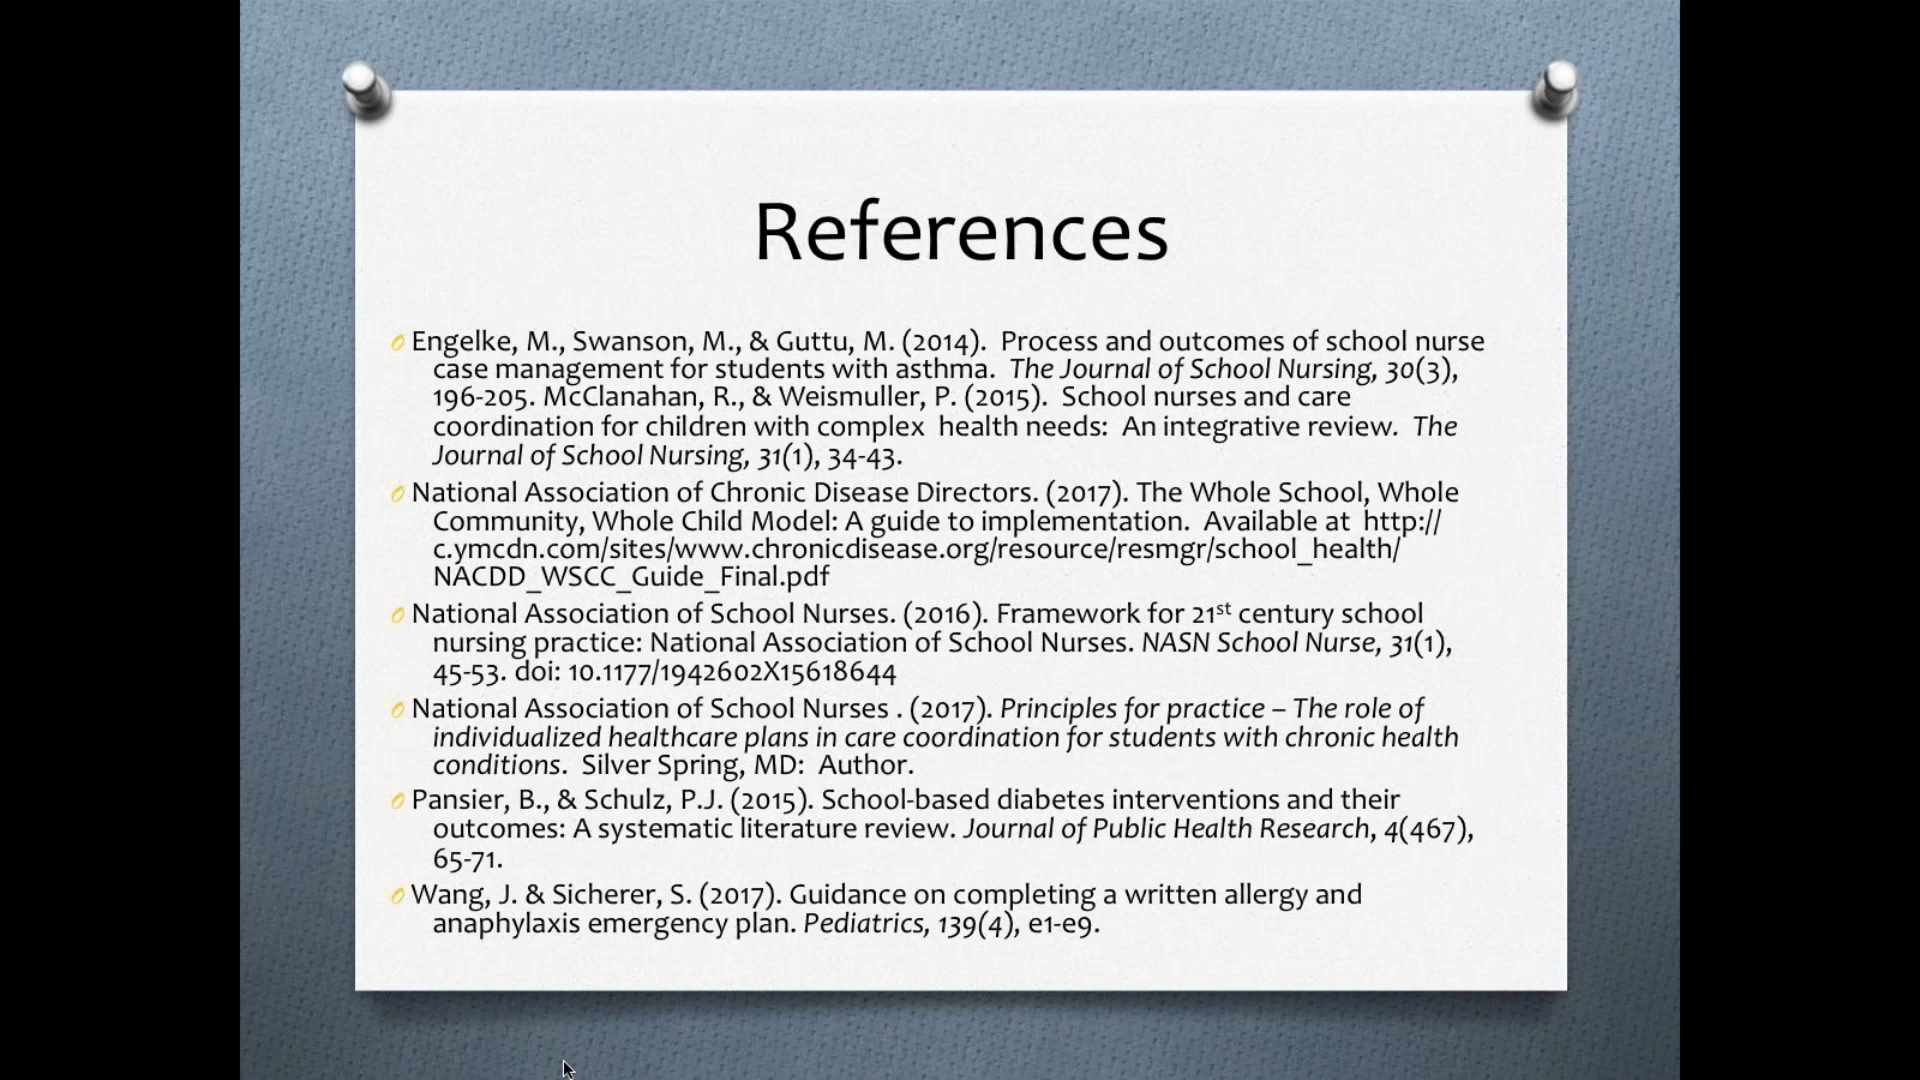 References
Engelke, M., Swanson, M., & Guttu, M. (2014).  Process and outcomes of school nurse
case management for students with asthma.  The Journal of School Nursing, 30(3),
196-205. McClanahan, R., & Weismuller, P. (2015).  School nurses and care
coordination for children with complex  health needs:  An integrative review.  The
Journal of School Nursing, 31(1), 34-43.
National Association of Chronic Disease Directors. (2017). The Whole School, Whole
Community, Whole Child Model: A guide to implementation.  Available at  http://
c.ymcdn.com/sites/www.chronicdisease.org/resource/resmgr/school_health/
NACDD_WSCC_Guide_Final.pdf
National Association of School Nurses. (2016). Framework for 21st century school
nursing practice: National Association of School Nurses. NASN School Nurse, 31(1),
45-53. doi: 10.1177/1942602X15618644
National Association of School Nurses . (2017). Principles for practice – The role of
individualized healthcare plans in care coordination for students with chronic health
conditions.  Silver Spring, MD:  Author.
Pansier, B., & Schulz, P.J. (2015). School-based diabetes interventions and their
outcomes: A systematic literature review. Journal of Public Health Research, 4(467),
65-71.
Wang, J. & Sicherer, S. (2017). Guidance on completing a written allergy and
anaphylaxis emergency plan. Pediatrics, 139(4), e1-e9.